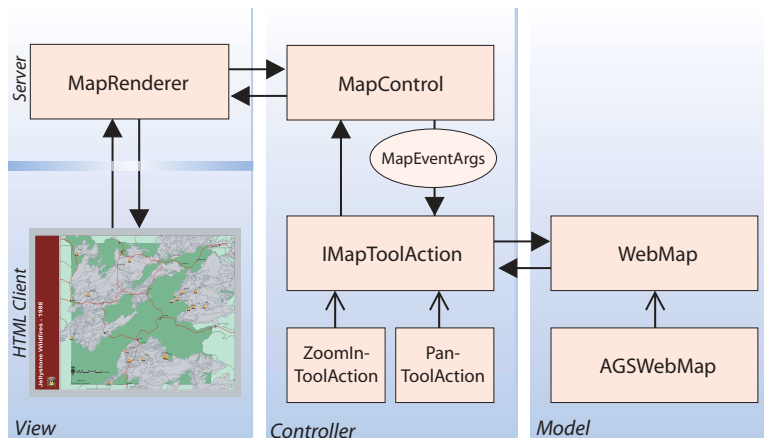 Server
MapRenderer
MapControl
MapEventArgs
HTML Client
Jellystone Wildfires - 1988
IMapToolAction
WebMap
ZoomIn-
ToolAction
Pan-
ToolAction
AGSWebMap
View
Controller
Model